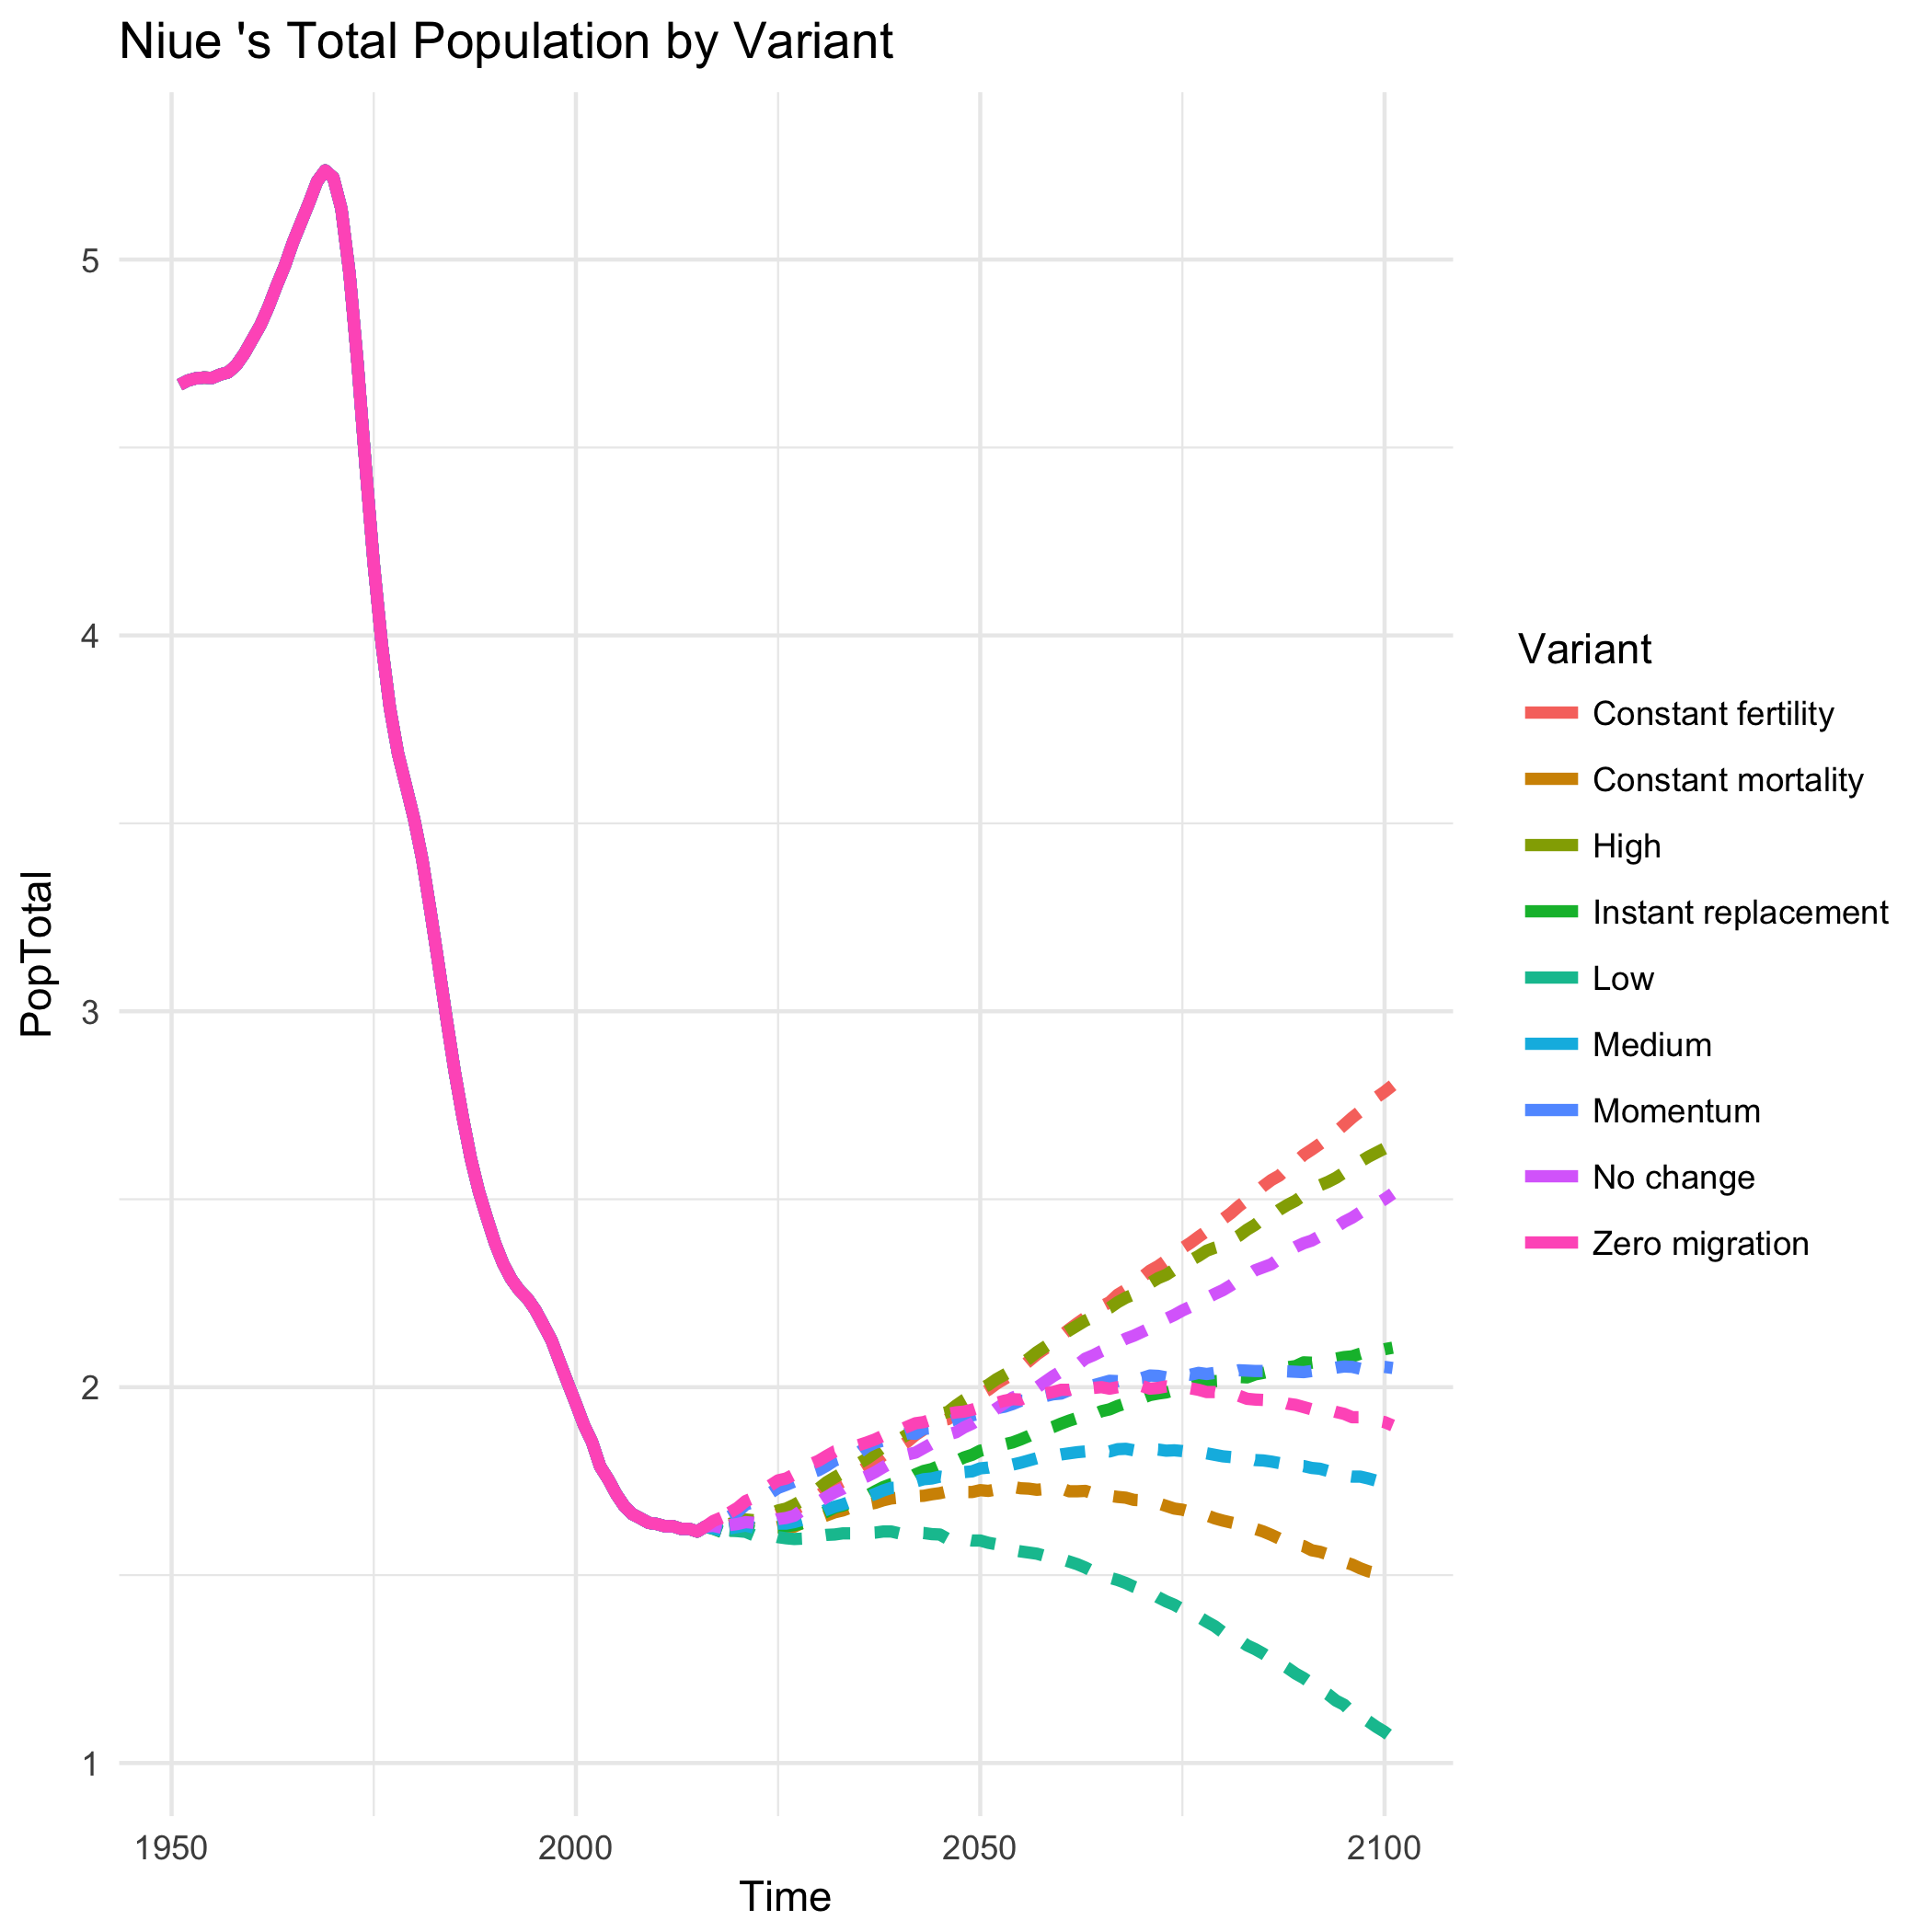 Niue 's Total Population by Variant
PopTotal
5
4
3
2
1
1950
2000
2050
2100
Time
Variant
Constant fertility
Constant mortality
High
Instant replacement
Low
Medium
Momentum
No change
Zero migration